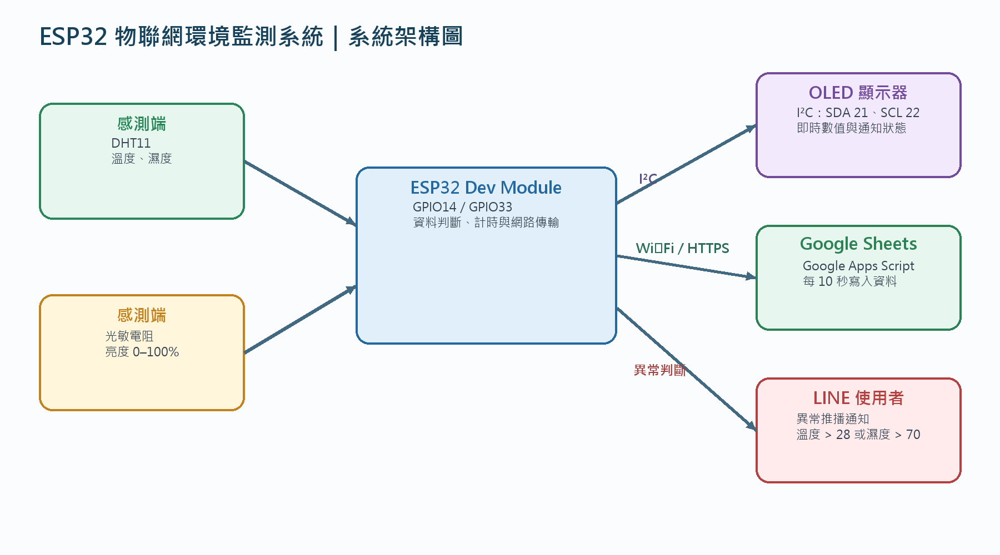 ESP32 物聯網環境監測系統 | 系統架構圖
感測端
DHT11
溫度、濕度
感測端
光敏電阻
亮度 0–100%
ESP32 Dev Module
GPIO14 / GPIO33
資料判斷、計時與網路傳輸
I²C
Wi□Fi / HTTPS
異常判斷
OLED 顯示器
I²C：SDA 21、SCL 22
即時數值與通知狀態
Google Sheets
Google Apps Script
每 10 秒寫入資料
LINE 使用者
異常推播通知
溫度 > 28 或濕度 > 70